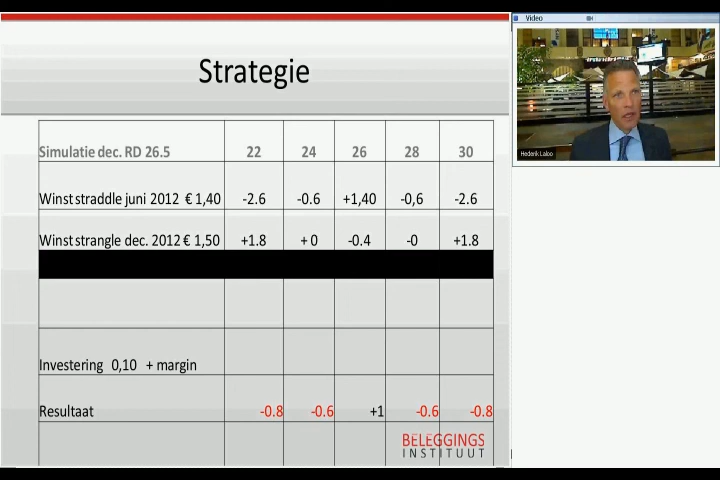 Strategie
Simulatie dec. RD 26.5 22 24 26 28 30
Winst straddle juni 2012 € 1,40 -2.6 -0.6 +1,40 -0,6 -2.6
Winst strangle dec. 2012 € 1,50 +1.8 + 0 -0.4 -0 +1.8
Investering 0,10 + margin
Resultaat -0.8 -0.6 +1 -0.6 -0.8
BELEGGINGS
INSTITUUT
Video
Hederik Laloo